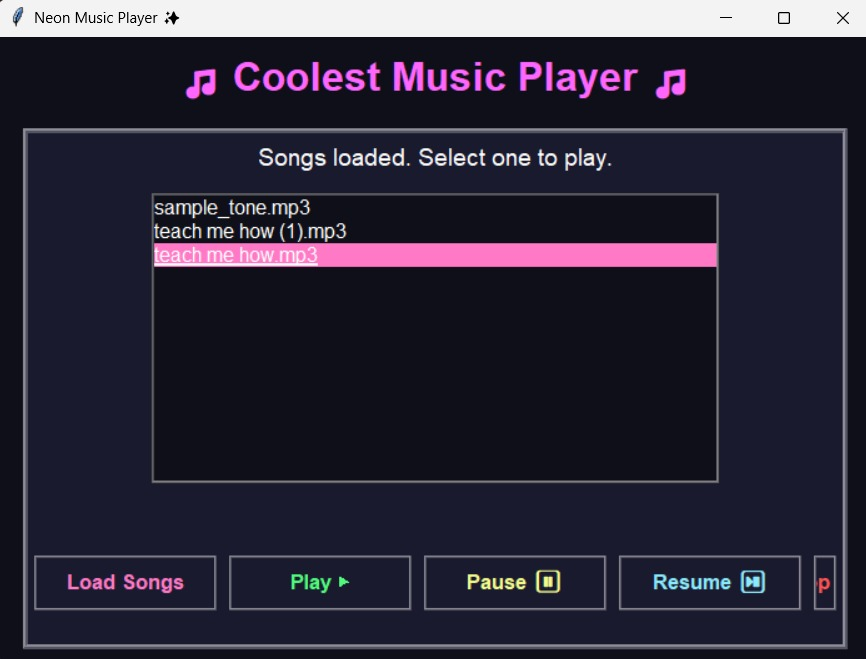 Neon Music Player ✨
🎵 Coolest Music Player 🎵
Songs loaded. Select one to play.
sample_tone.mp3
teach me how (1).mp3
teach me how.mp3
Load Songs
Play ▶
Pause ⏸
Resume ⏯
p